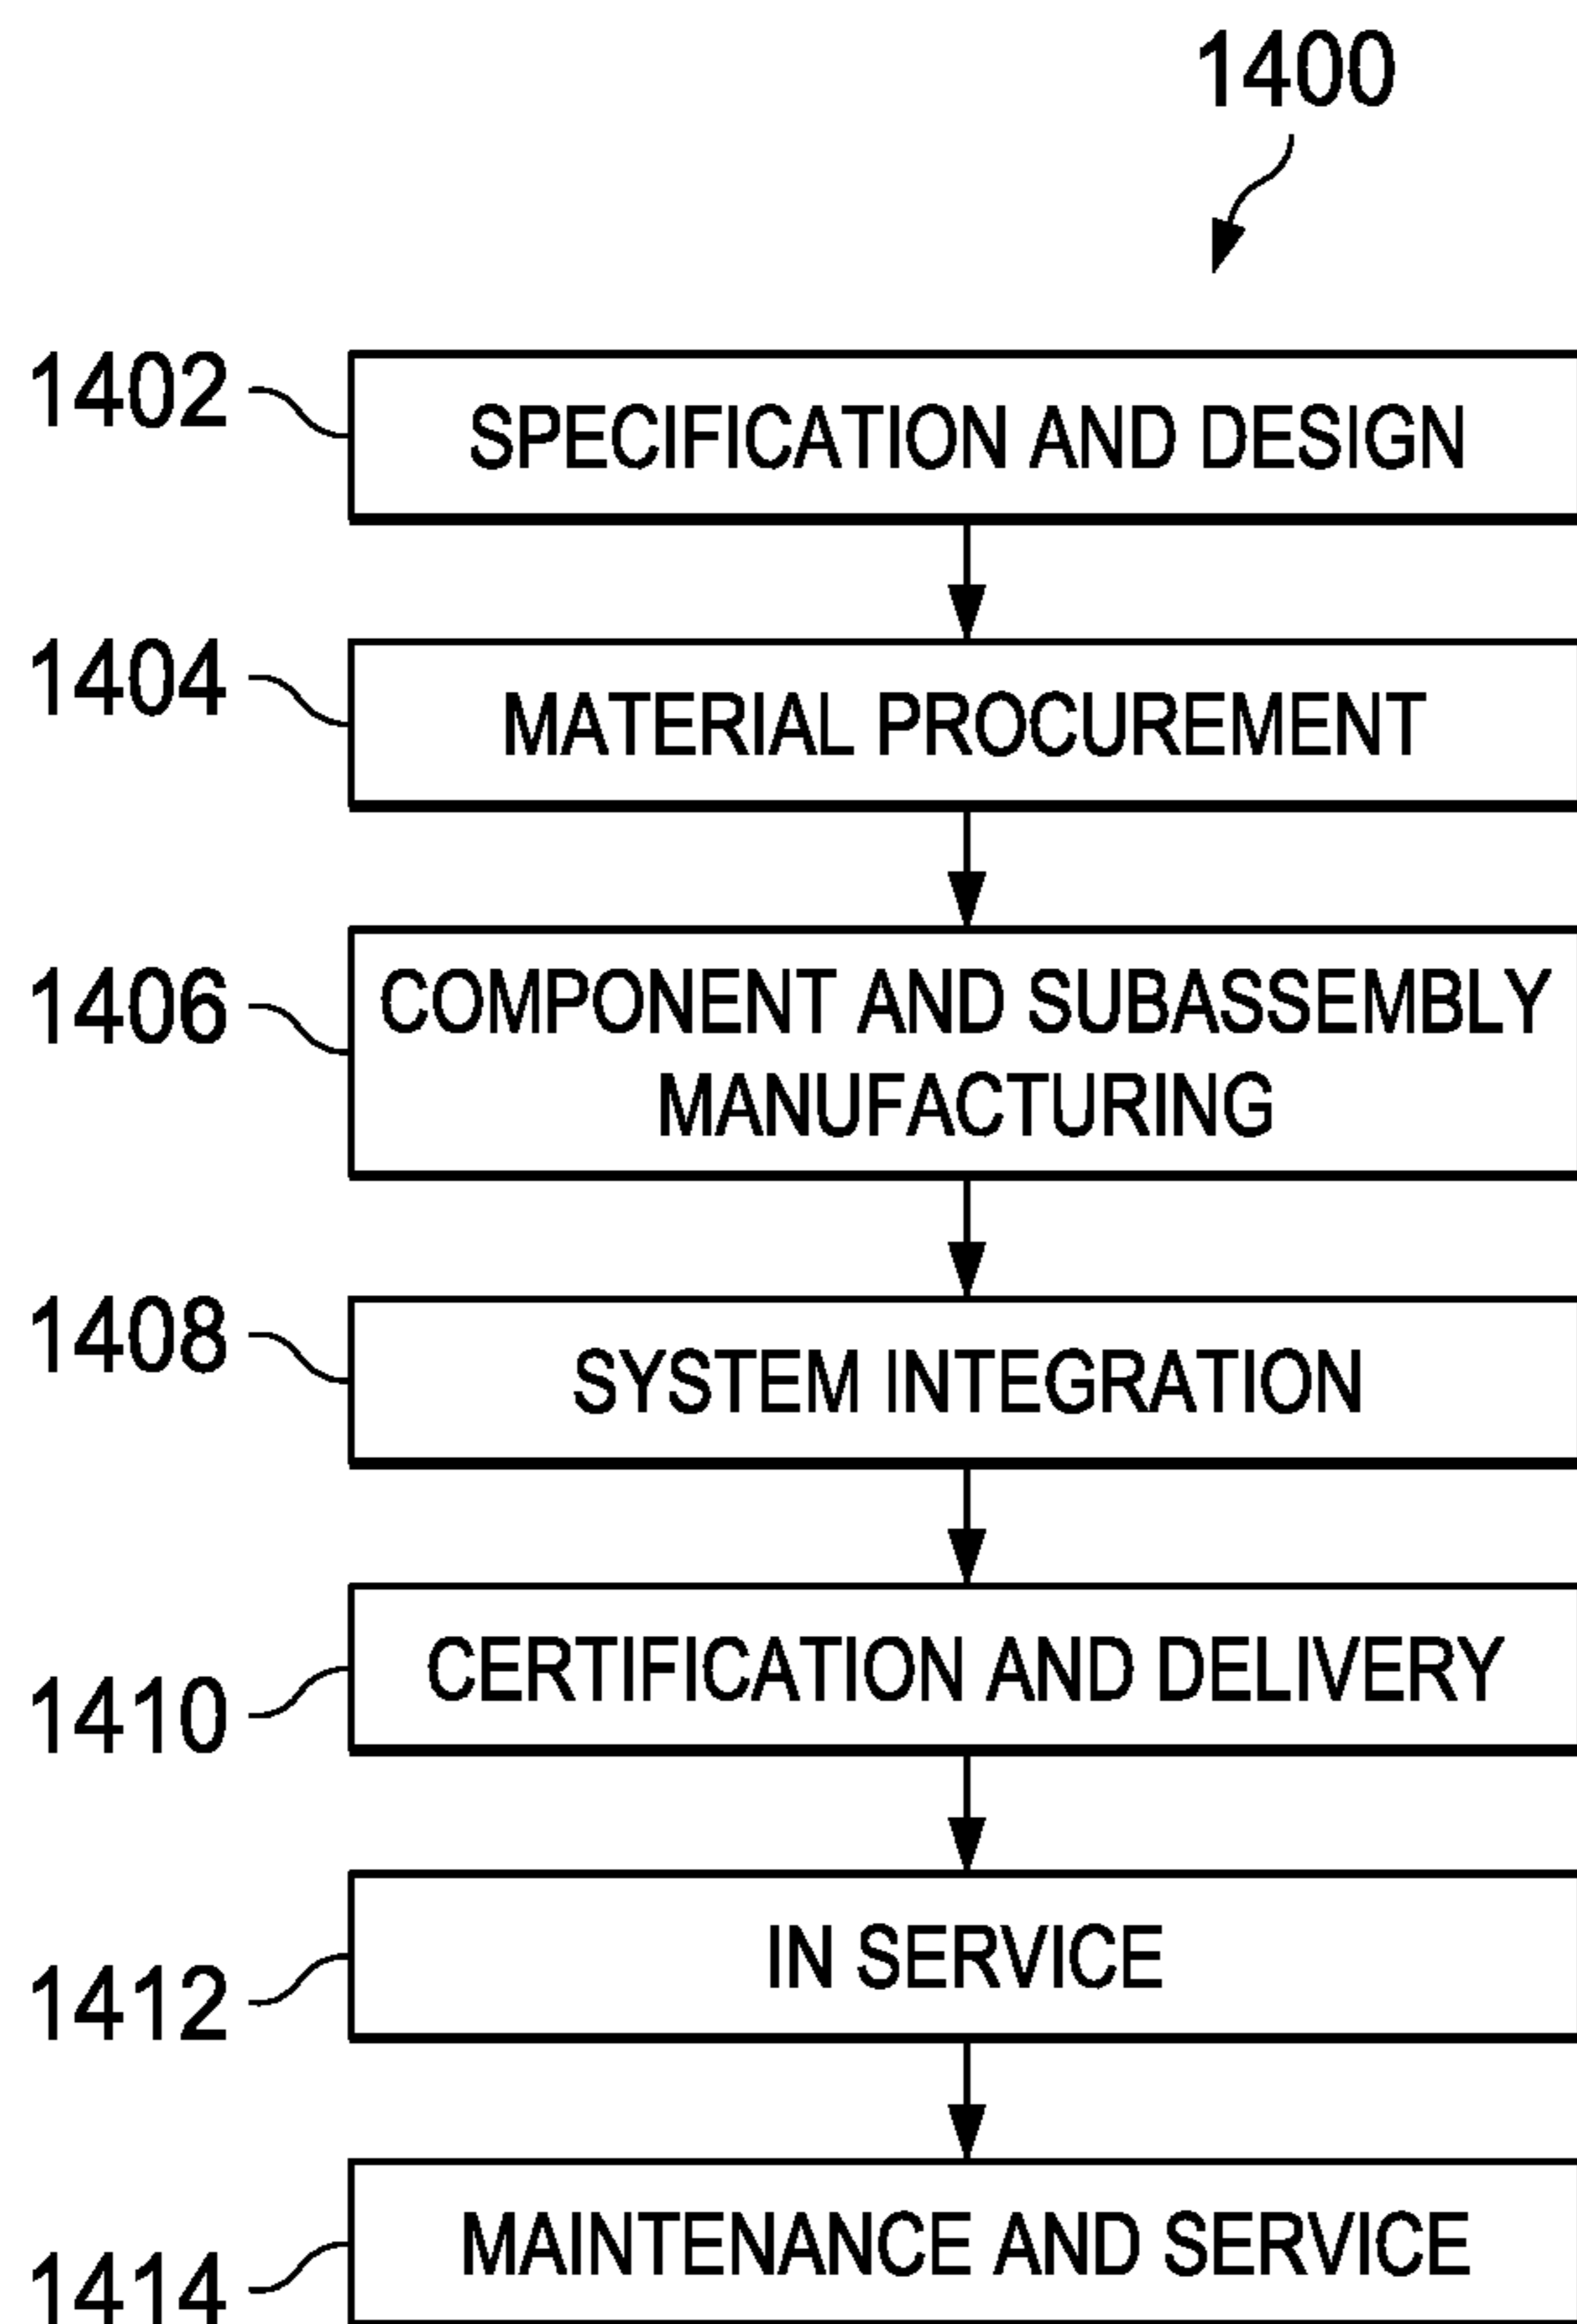 1400
1402
SPECIFICATION AND DESIGN
1404
MATERIAL PROCUREMENT
1406
COMPONENT AND SUBASSEMBLY
MANUFACTURING
1408
SYSTEM INTEGRATION
1410
CERTIFICATION AND DELIVERY
1412
IN SERVICE
1414
MAINTENANCE AND SERVICE